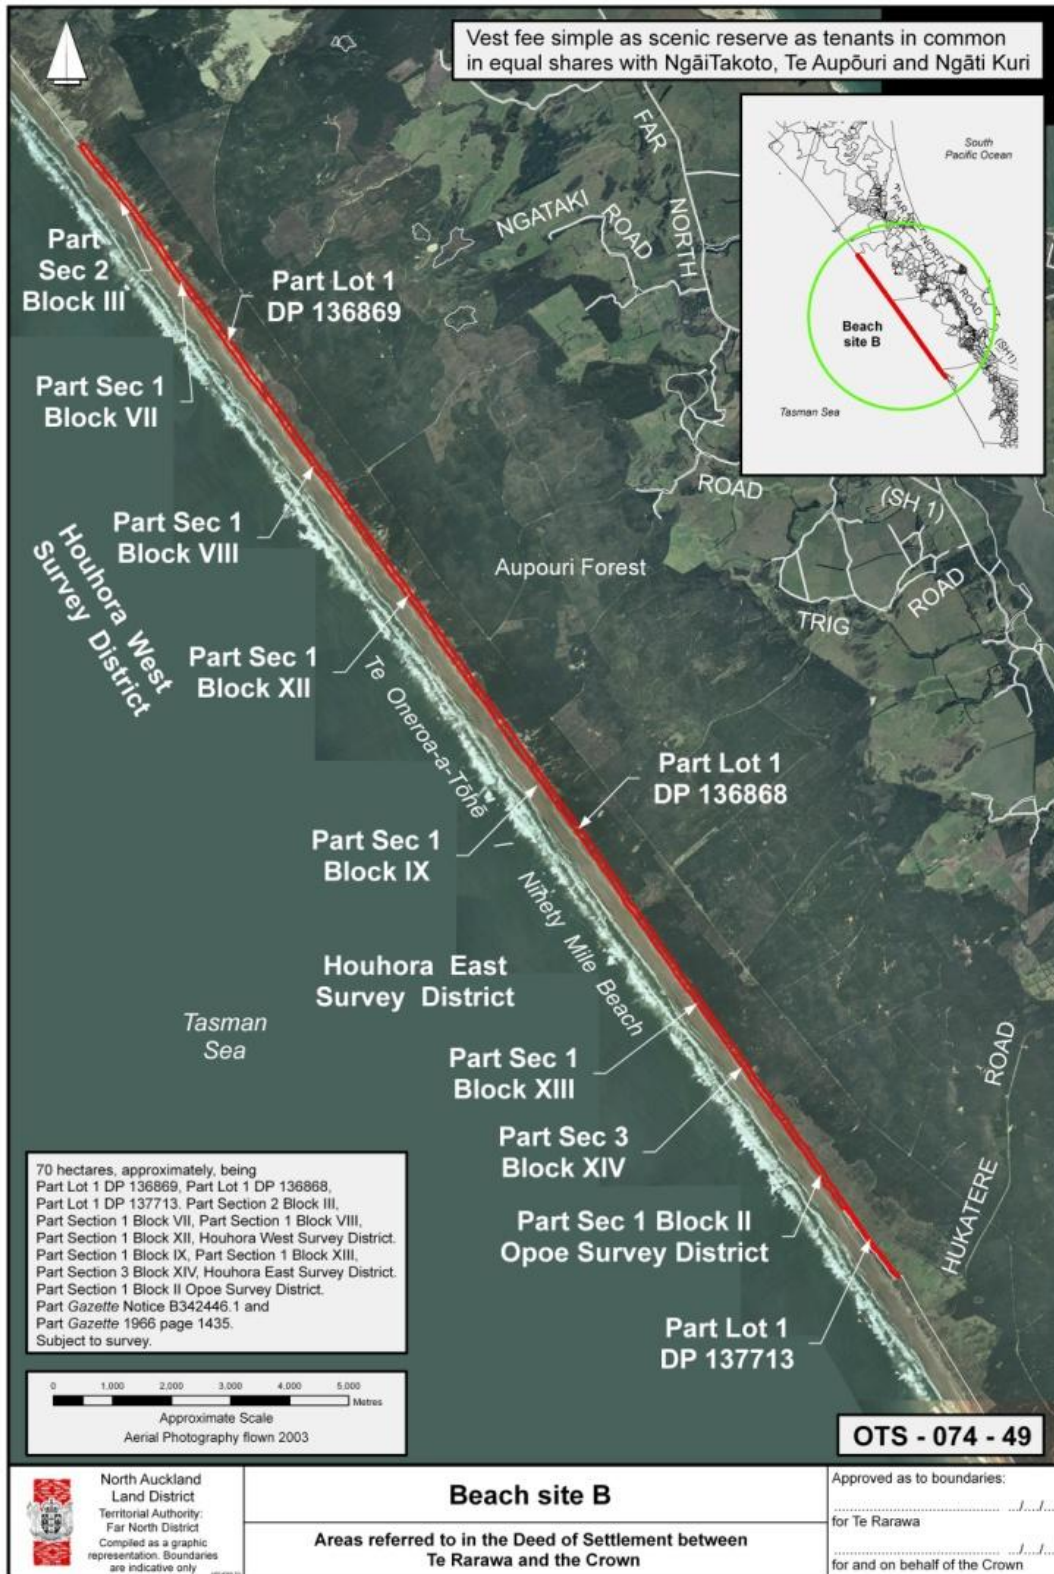 Vest fee simple as scenic reserve as tenants in common
in equal shares with NgāiTakoto, Te Aupōuri and Ngāti Kuri
South
Pacific Ocean
FAR NORTH ROAD (SH1)
Beach
site B
Tasman Sea
FAR NORTH ROAD (SH 1)
NGATAKI ROAD
Part
Sec 2
Block III
Part Lot 1
DP 136869
Part Sec 1
Block VII
Part Sec 1
Block VIII
Houhora West
Survey District
Aupouri Forest
TRIG ROAD
Part Sec 1
Block XII
Te Oneroa-a-Tōhē / Ninety Mile Beach
Part Lot 1
DP 136868
Part Sec 1
Block IX
Houhora East
Survey District
Tasman
Sea
Part Sec 1
Block XIII
HUKATERE ROAD
Part Sec 3
Block XIV
Part Sec 1 Block II
Opoe Survey District
Part Lot 1
DP 137713
70 hectares, approximately, being
Part Lot 1 DP 136869, Part Lot 1 DP 136868,
Part Lot 1 DP 137713. Part Section 2 Block III,
Part Section 1 Block VII, Part Section 1 Block VIII,
Part Section 1 Block XII, Houhora West Survey District.
Part Section 1 Block IX, Part Section 1 Block XIII,
Part Section 3 Block XIV, Houhora East Survey District.
Part Section 1 Block II Opoe Survey District.
Part Gazette Notice B342446.1 and
Part Gazette 1966 page 1435.
Subject to survey.
0 1,000 2,000 3,000 4,000 5,000
Metres
Approximate Scale
Aerial Photography flown 2003
OTS - 074 - 49
North Auckland
Land District
Territorial Authority:
Far North District
Compiled as a graphic
representation. Boundaries
are indicative only
Beach site B
Areas referred to in the Deed of Settlement between
Te Rarawa and the Crown
Approved as to boundaries:
........................................ .../.../...
for Te Rarawa
........................................ .../.../...
for and on behalf of the Crown